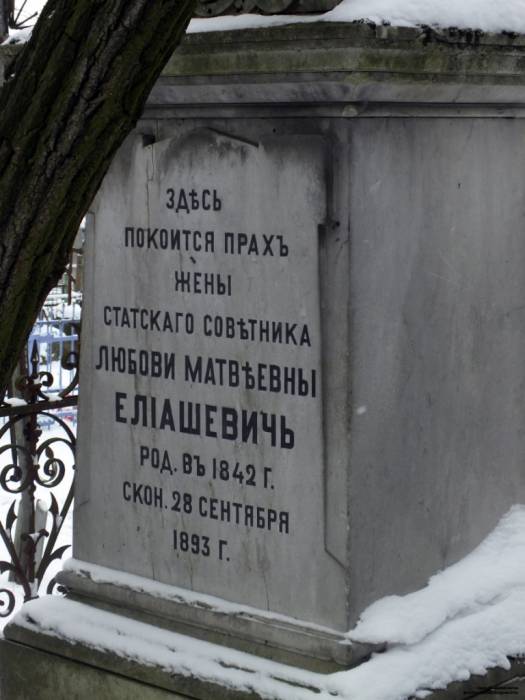 ЗДѢСЬ
ПОКОИТСЯ ПРАХЪ
ЖЕНЫ
СТАТСКАГО СОВѢТНИКА
ЛЮБОВИ МАТВѢЕВНЫ
ЕЛІАШЕВИЧЬ
РОД. ВЪ 1842 Г.
СКОН. 28 СЕНТЯБРЯ
1893 Г.